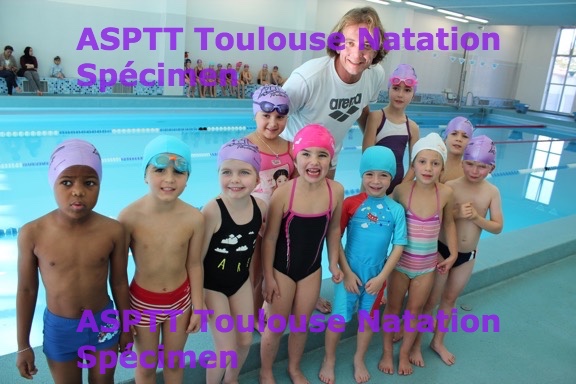 ASPTT Toulouse Natation
Spécimen
arena
ASPTT Toulouse Natation
Spécimen